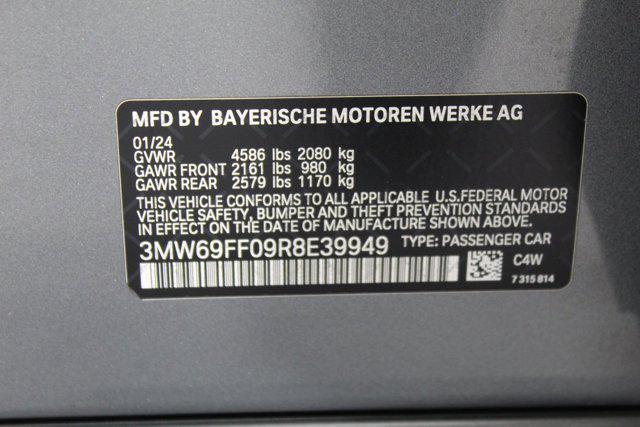 MFD BY BAYERISCHE MOTOREN WERKE AG
01/24
GVWR 4586 lbs 2080 kg
GAWR FRONT 2161 lbs 980 kg
GAWR REAR 2579 lbs 1170 kg
THIS VEHICLE CONFORMS TO ALL APPLICABLE U.S.FEDERAL MOTOR
VEHICLE SAFETY, BUMPER AND THEFT PREVENTION STANDARDS
IN EFFECT ON THE DATE OF MANUFACTURE SHOWN ABOVE.
3MW69FF09R8E39949 TYPE: PASSENGER CAR
C4W
7 315 814